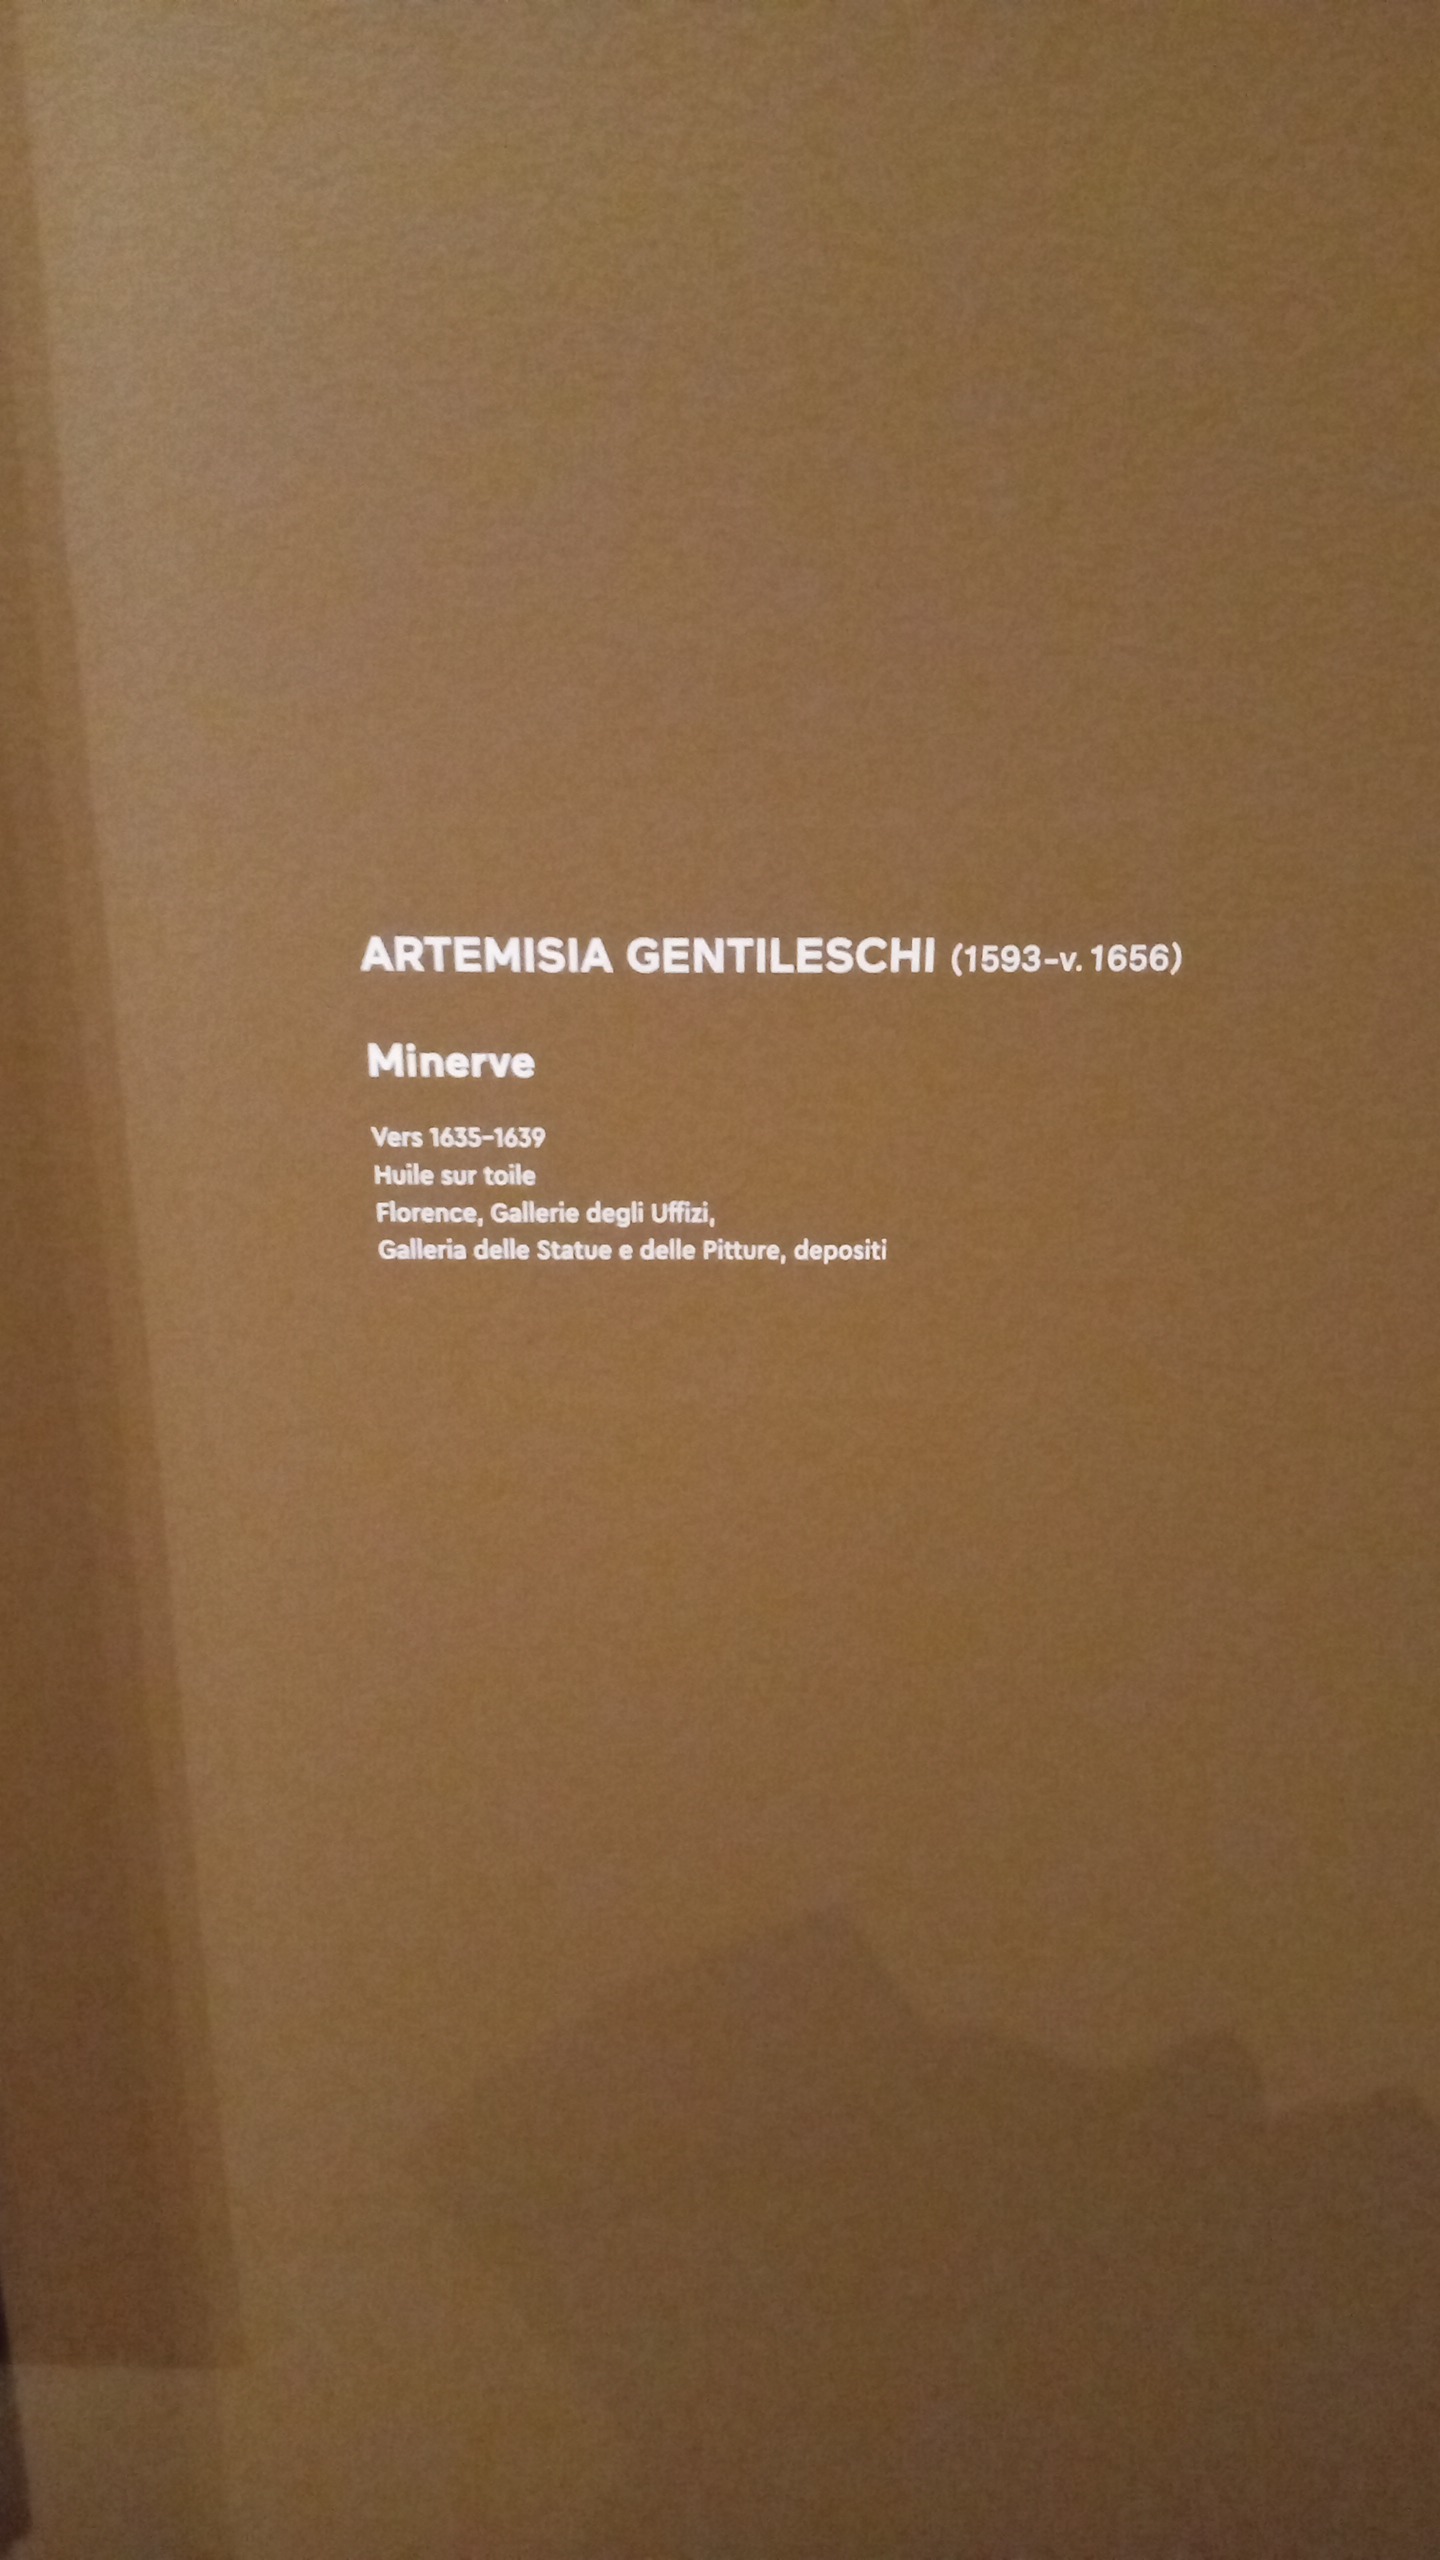 ARTEMISIA GENTILESCHI (1593-v. 1656)
Minerve
Vers 1635-1639
Huile sur toile
Florence, Gallerie degli Uffizi,
Galleria delle Statue e delle Pitture, depositi